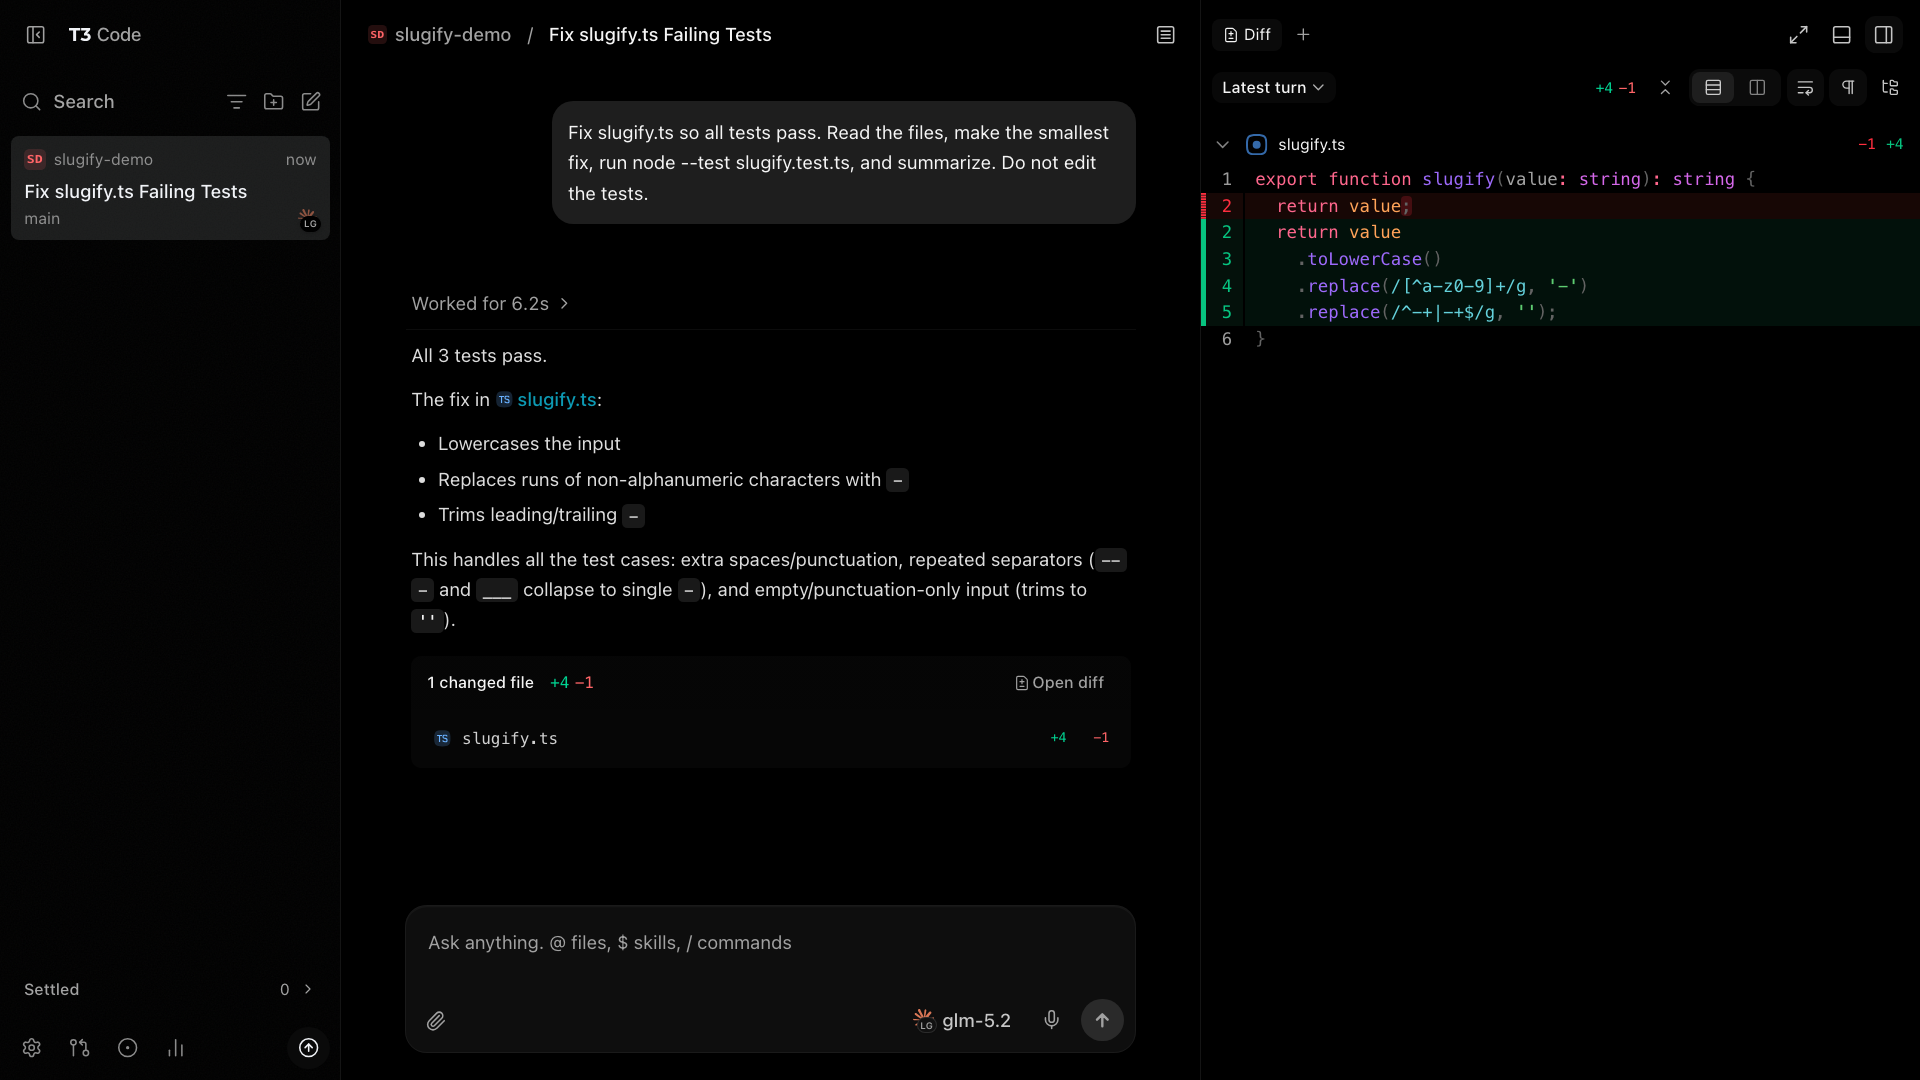 T3 Code
Search
SD slugify-demo now
Fix slugify.ts Failing Tests
main
LG
Settled 0
SD slugify-demo / Fix slugify.ts Failing Tests
Fix slugify.ts so all tests pass. Read the files, make the smallest
fix, run node --test slugify.test.ts, and summarize. Do not edit
the tests.
Worked for 6.2s
All 3 tests pass.
The fix in TS slugify.ts:
• Lowercases the input
• Replaces runs of non-alphanumeric characters with -
• Trims leading/trailing -
This handles all the test cases: extra spaces/punctuation, repeated separators (--
- and ___ collapse to single -), and empty/punctuation-only input (trims to
'').
1 changed file +4 −1 Open diff
TS slugify.ts +4 −1
Ask anything. @ files, $ skills, / commands
LG glm-5.2
Diff
Latest turn +4 −1
slugify.ts −1 +4
1 export function slugify(value: string): string {
2 return value;
2 return value
3 .toLowerCase()
4 .replace(/[^a-z0-9]+/g, '-')
5 .replace(/^-+|-+$/g, '');
6 }